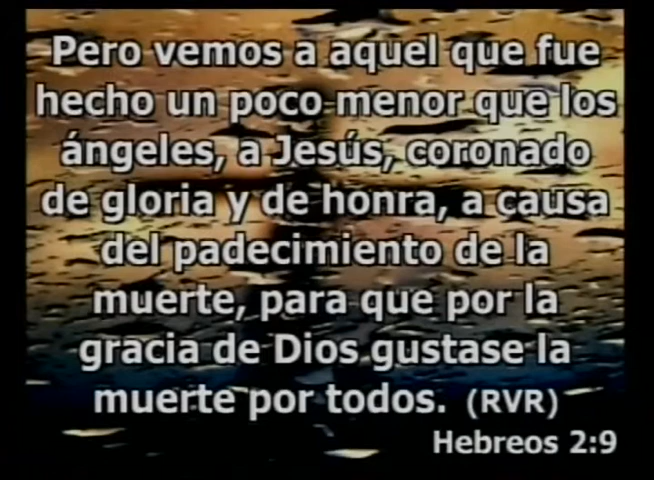 Pero vemos a aquel que fue
hecho un poco menor que los
ángeles, a Jesús, coronado
de gloria y de honra, a causa
del padecimiento de la
muerte, para que por la
gracia de Dios gustase la
muerte por todos. (RVR)
Hebreos 2:9